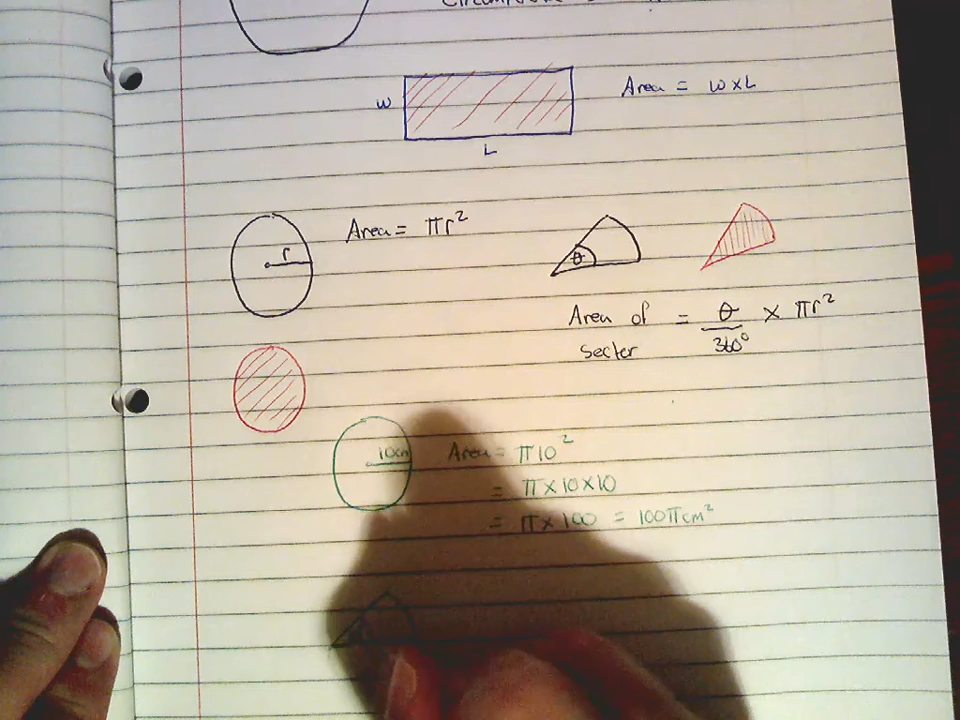 w
Area = w x L
L
r
Area = πr²
θ
Area of sector = θ/360° × πr²
10cm
Area = π10²
= π×10×10
= π×100 = 100πcm²